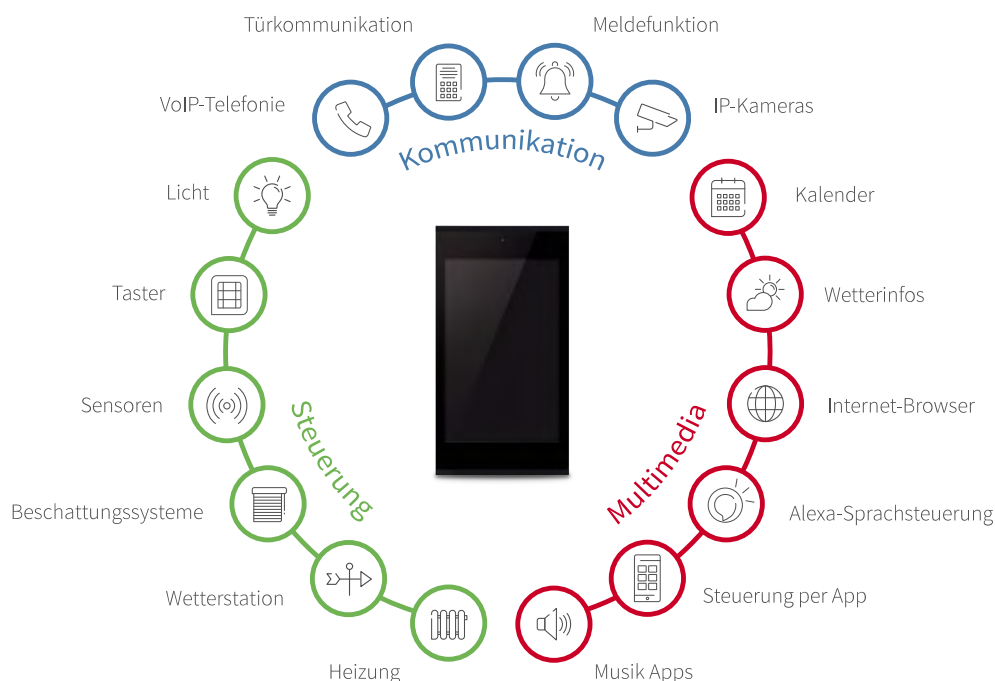 Türkommunikation
Meldefunktion
VoIP-Telefonie
IP-Kameras
Kommunikation
Licht
Kalender
Taster
Wetterinfos
Sensoren
Internet-Browser
Steuerung
Multimedia
Beschattungssysteme
Alexa-Sprachsteuerung
Wetterstation
Steuerung per App
Heizung
Musik Apps